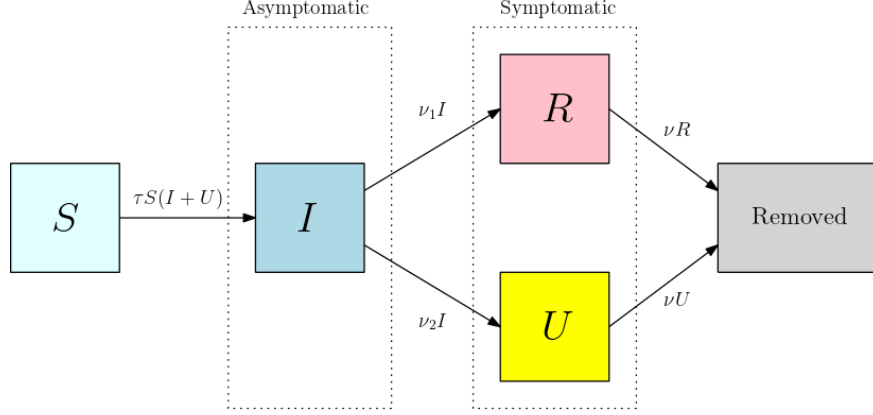 Asymptomatic
Symptomatic
S
τS(I + U)
I
ν₁I
ν₂I
R
U
νR
νU
Removed